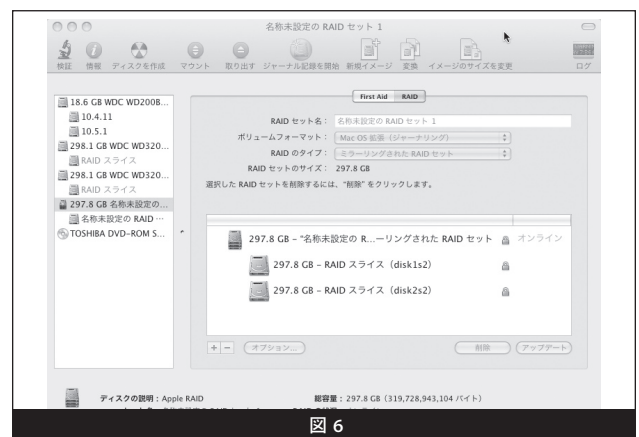 名称未設定の RAID セット 1
検証 情報 ディスクを作成 マウント 取り出す ジャーナル記録を開始 新規イメージ 変換 イメージのサイズを変更 ログ
18.6 GB WDC WD200B...
10.4.11
10.5.1
298.1 GB WDC WD320...
RAID スライス
298.1 GB WDC WD320...
RAID スライス
297.8 GB 名称未設定の...
名称未設定の RAID …
TOSHIBA DVD-ROM S...
First Aid RAID
RAID セット名： 名称未設定の RAID セット 1
ボリュームフォーマット： Mac OS 拡張（ジャーナリング）
RAID のタイプ： ミラーリングされた RAID セット
RAID セットのサイズ： 297.8 GB
選択した RAID セットを削除するには、“削除” をクリックします。
297.8 GB – “名称未設定の R...ーリングされた RAID セット オンライン
297.8 GB – RAID スライス（disk1s2）
297.8 GB – RAID スライス（disk2s2）
+ − オプション... 削除 アップデート
ディスクの説明：Apple RAID 総容量：297.8 GB（319,728,943,104 バイト）
図 6